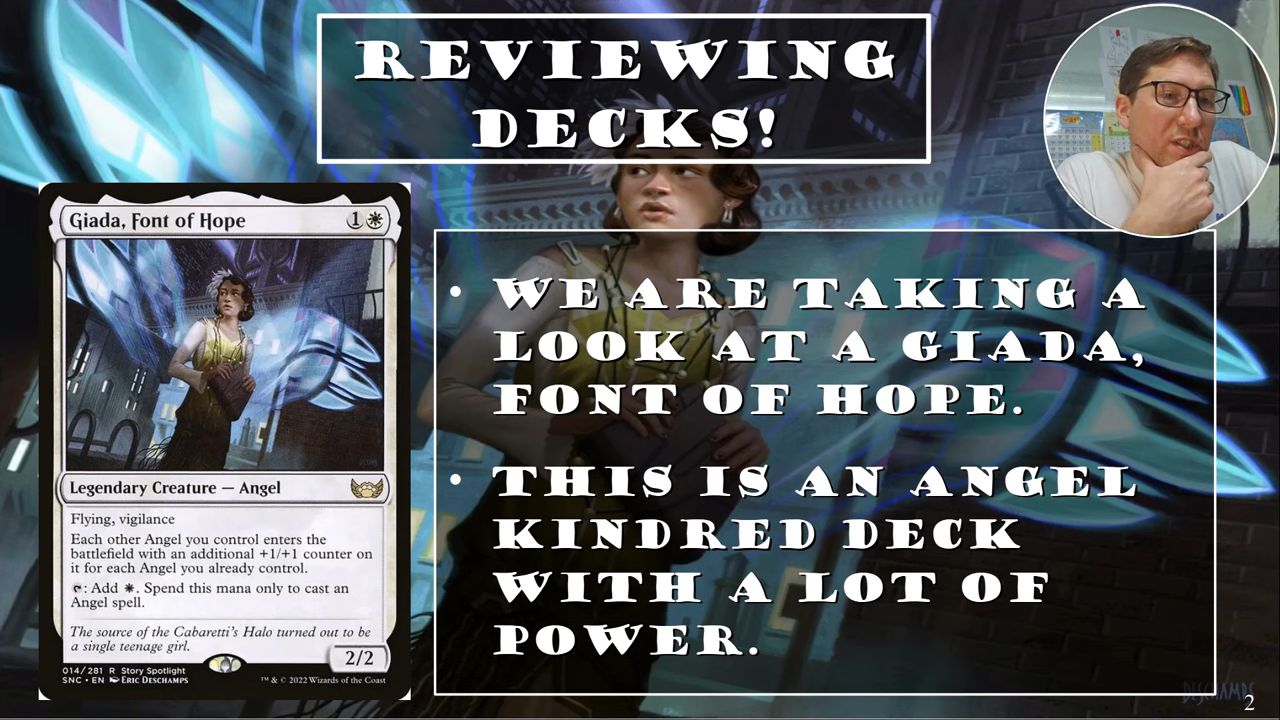 REVIEWING
DECKS!
Giada, Font of Hope 1
Legendary Creature — Angel
Flying, vigilance
Each other Angel you control enters the
battlefield with an additional +1/+1 counter on
it for each Angel you already control.
: Add . Spend this mana only to cast an
Angel spell.
The source of the Cabaretti's Halo turned out to be
a single teenage girl.
2/2
014/281 R Story Spotlight
SNC • EN Eric Deschamps
™ & © 2022 Wizards of the Coast
• WE ARE TAKING A
LOOK AT A GIADA,
FONT OF HOPE.
• THIS IS AN ANGEL
KINDRED DECK
WITH A LOT OF
POWER.
DESCHAMPS
2